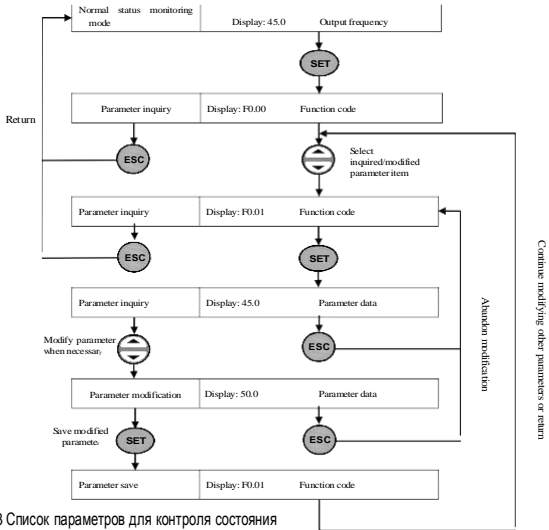 Normal status monitoring
mode
Display: 45.0
Output frequency
SET
Parameter inquiry
Display: F0.00
Function code
Return
ESC
Select
inquired/modified
parameter item
Parameter inquiry
Display: F0.01
Function code
ESC
SET
Parameter inquiry
Display: 45.0
Parameter data
Modify parameter
when necessary
ESC
Parameter modification
Display: 50.0
Parameter data
Save modified
parameter
SET
ESC
Parameter save
Display: F0.01
Function code
Abandon modification
Continue modifying other parameters or return
3 Список параметров для контроля состояния